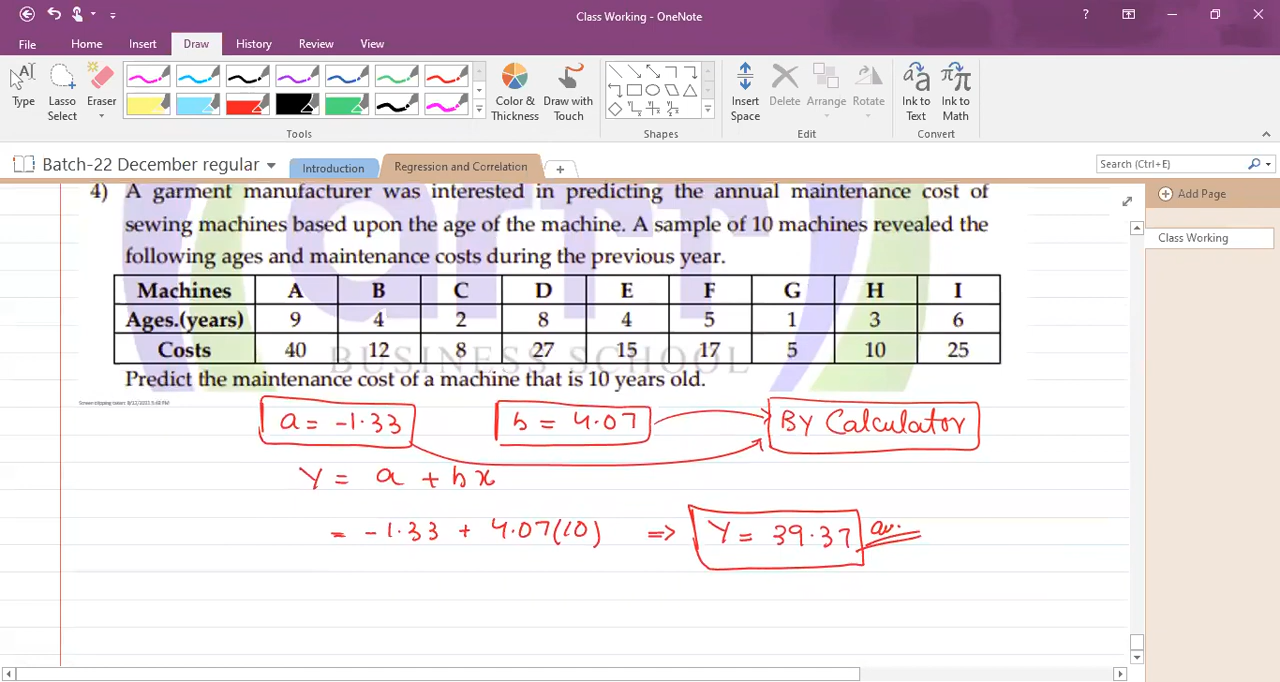 Class Working - OneNote
File Home Insert Draw History Review View
Type
Lasso Select
Eraser
Color & Thickness
Draw with Touch
Insert Space
Delete
Arrange
Rotate
Ink to Text
Ink to Math
Tools
Shapes
Edit
Convert
Batch-22 December regular Introduction Regression and Correlation
Search (Ctrl+E)
Add Page
Class Working
4) A garment manufacturer was interested in predicting the annual maintenance cost of
sewing machines based upon the age of the machine. A sample of 10 machines revealed the
following ages and maintenance costs during the previous year.
Machines A B C D E F G H I
Ages.(years) 9 4 2 8 4 5 1 3 6
Costs 40 12 8 27 15 17 5 10 25
BUSINESS SCHOOL
Predict the maintenance cost of a machine that is 10 years old.
a = -1.33 b = 4.07 By Calculator
Y = a + bx
= -1.33 + 4.07(10) => Y = 39.37